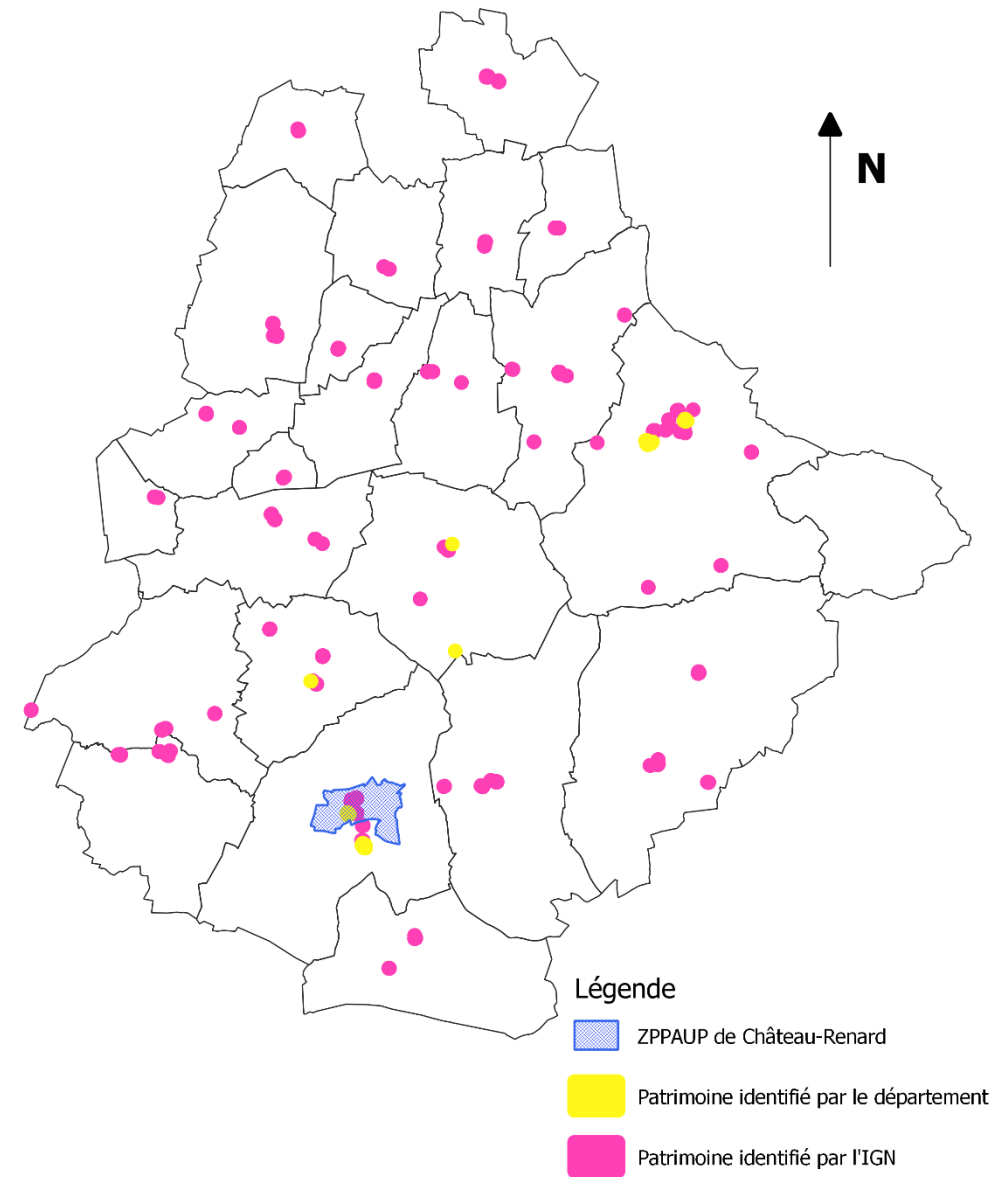 N
Légende
ZPPAUP de Château-Renard
Patrimoine identifié par le département
Patrimoine identifié par l'IGN